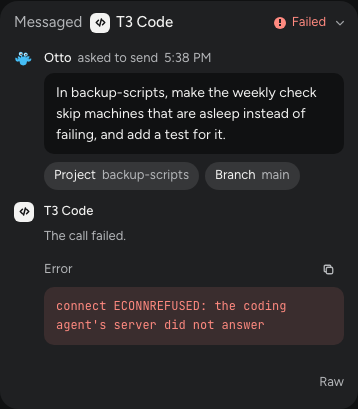 Messaged T3 Code Failed
Otto asked to send 5:38 PM
In backup-scripts, make the weekly check
skip machines that are asleep instead of
failing, and add a test for it.
Project backup-scripts Branch main
T3 Code
The call failed.
Error
connect ECONNREFUSED: the coding
agent's server did not answer
Raw